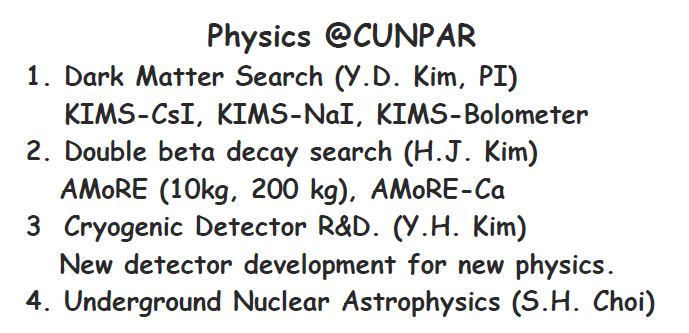 Physics @CUNPAR
1. Dark Matter Search (Y.D. Kim, PI)
KIMS-CsI, KIMS-NaI, KIMS-Bolometer
2. Double beta decay search (H.J. Kim)
AMoRE (10kg, 200 kg), AMoRE-Ca
3 Cryogenic Detector R&D. (Y.H. Kim)
New detector development for new physics.
4. Underground Nuclear Astrophysics (S.H. Choi)